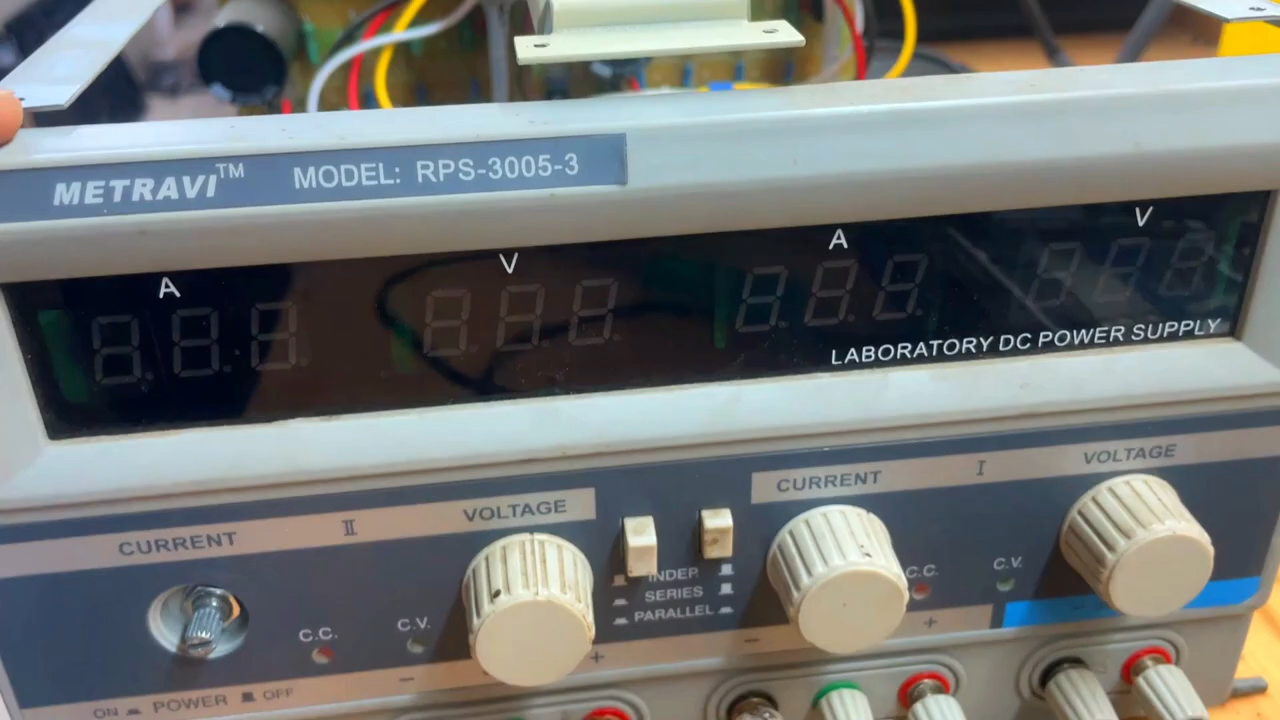 METRAVI™ MODEL: RPS-3005-3
A V A V
LABORATORY DC POWER SUPPLY
CURRENT II VOLTAGE
CURRENT I VOLTAGE
INDEP.
SERIES
PARALLEL
C.C. C.V.
C.C. C.V.
- +
- +
ON POWER OFF